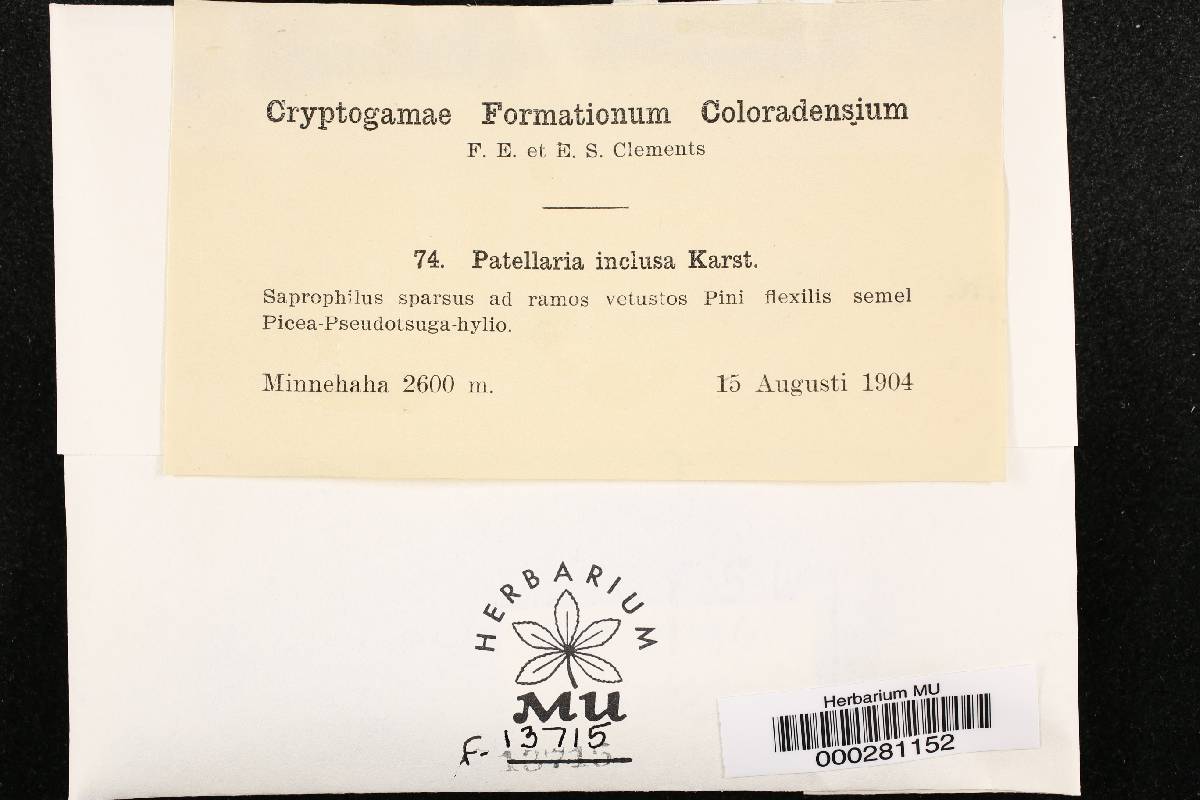 Cryptogamae Formationum Coloradensium
F. E. et E. S. Clements
74. Patellaria inclusa Karst.
Saprophilus sparsus ad ramos vetustos Pini flexilis semel
Picea-Pseudotsuga-hylio.
Minnehaha 2600 m. 15 Augusti 1904
HERBARIUM
MU
F. 13715
13715
Herbarium MU
000281152